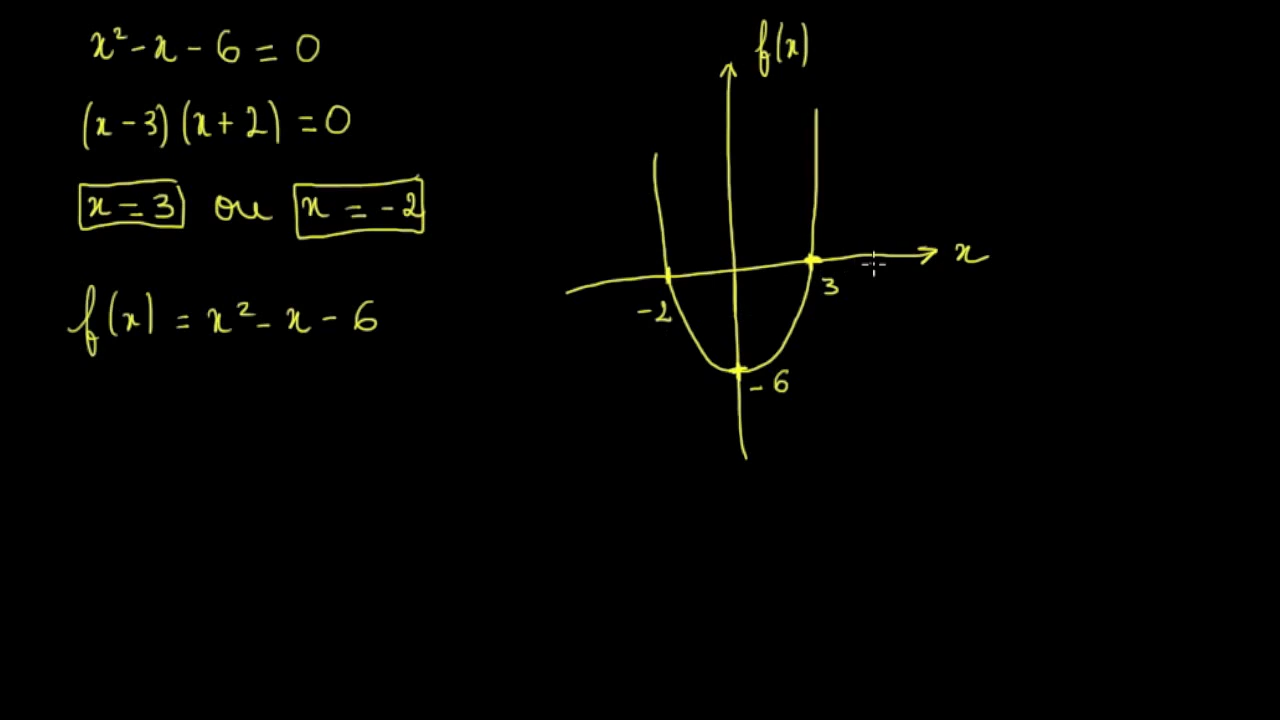 x² - x - 6 = 0
(x - 3) (x + 2) = 0
x = 3 ou x = -2
f(x) = x² - x - 6
f(x)
x
-2
3
-6